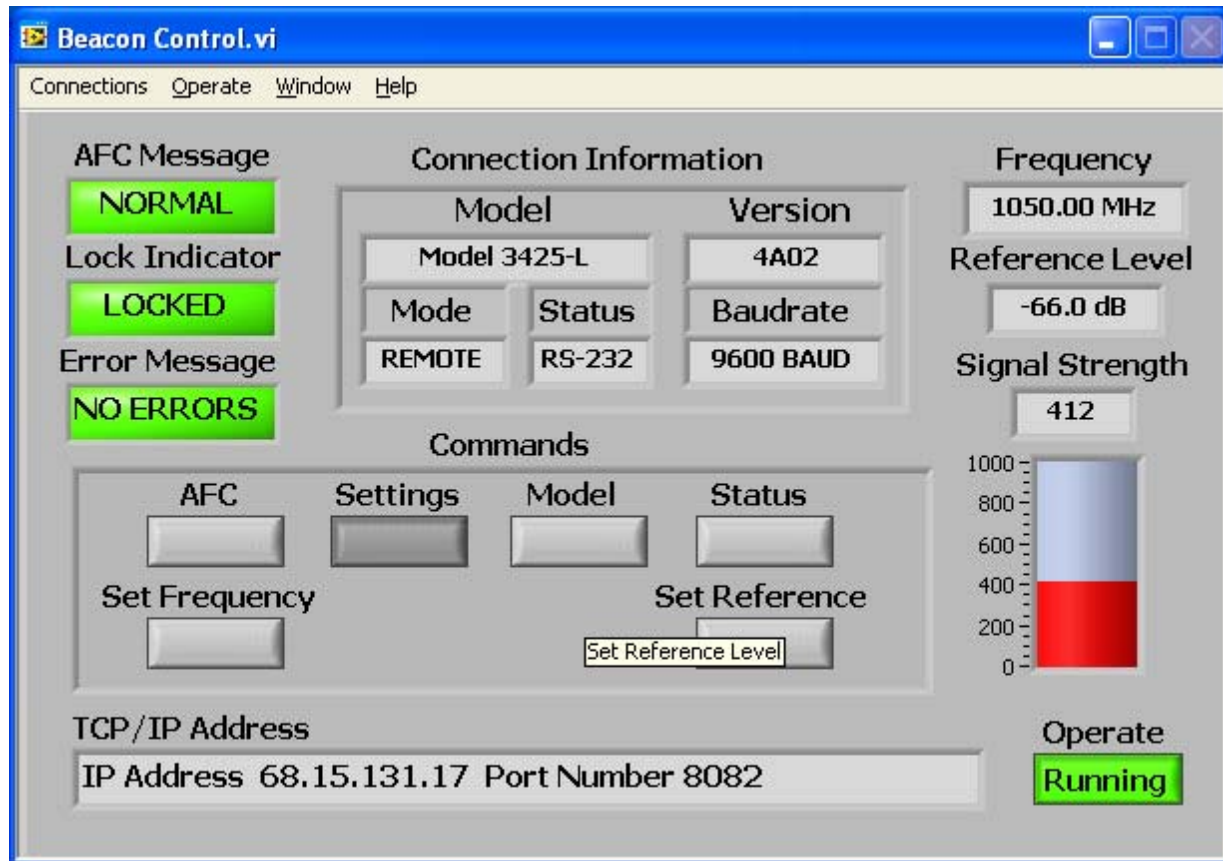 Beacon Control.vi
Connections Operate Window Help
AFC Message
NORMAL
Lock Indicator
LOCKED
Error Message
NO ERRORS
Connection Information
Model Version
Model 3425-L 4A02
Mode Status Baudrate
REMOTE RS-232 9600 BAUD
Frequency
1050.00 MHz
Reference Level
-66.0 dB
Signal Strength
412
1000
800
600
400
200
0
Commands
AFC Settings Model Status
Set Frequency Set Reference
Set Reference Level
TCP/IP Address
IP Address 68.15.131.17 Port Number 8082
Operate
Running